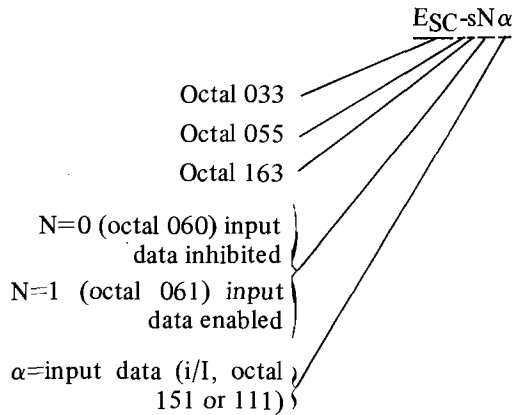 ESC-sNα
Octal 033
Octal 055
Octal 163
N=0 (octal 060) input
data inhibited
N=1 (octal 061) input
data enabled
α=input data (i/I, octal
151 or 111)